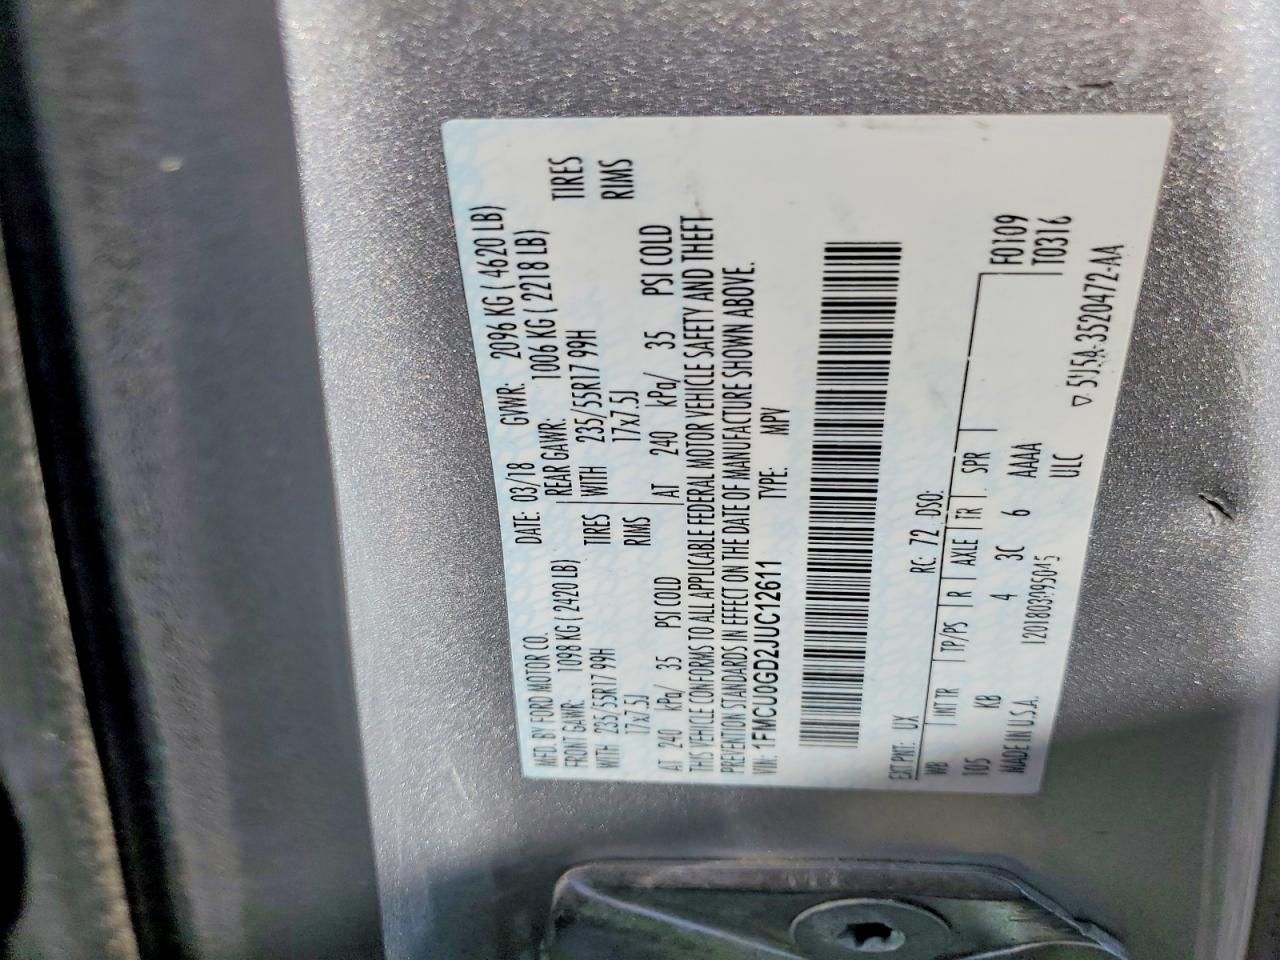 MFD. BY FORD MOTOR CO.
DATE: 03/18 GVWR: 2096 KG ( 4620 LB)
FRONT GAWR: 1098 KG ( 2420 LB) REAR GAWR: 1006 KG ( 2218 LB)
WITH 235/55R17 99H TIRES WITH 235/55R17 99H TIRES
17x7.5J RIMS 17x7.5J RIMS
AT 240 kPa/ 35 PSI COLD AT 240 kPa/ 35 PSI COLD
THIS VEHICLE CONFORMS TO ALL APPLICABLE FEDERAL MOTOR VEHICLE SAFETY AND THEFT
PREVENTION STANDARDS IN EFFECT ON THE DATE OF MANUFACTURE SHOWN ABOVE.
VIN: 1FMCU0GD2JUC12611 TYPE: MPV
EXT PNT: UX RC: 72 DSO:
WB INT TR TP/PS R AXLE TR SPR F0109
105 KB 4 3C 6 AAAA T0316
MADE IN U.S.A. ULC
▽ 5U5A-3520472-AA